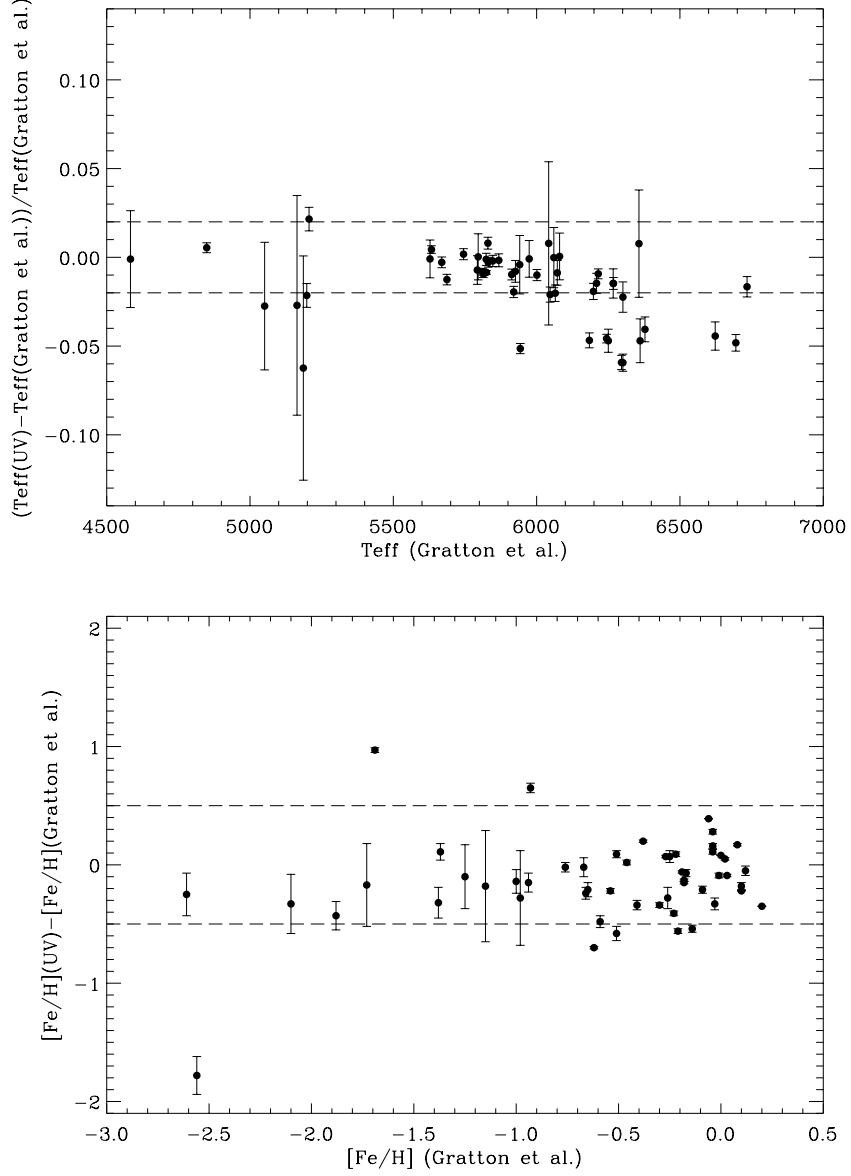 (Teff(UV)−Teff(Gratton et al.))/Teff(Gratton et al.)
0.10
0.05
0.00
−0.05
−0.10
4500 5000 5500 6000 6500 7000
Teff (Gratton et al.)
[Fe/H](UV)−[Fe/H](Gratton et al.)
2
1
0
−1
−2
−3.0 −2.5 −2.0 −1.5 −1.0 −0.5 0.0 0.5
[Fe/H] (Gratton et al.)